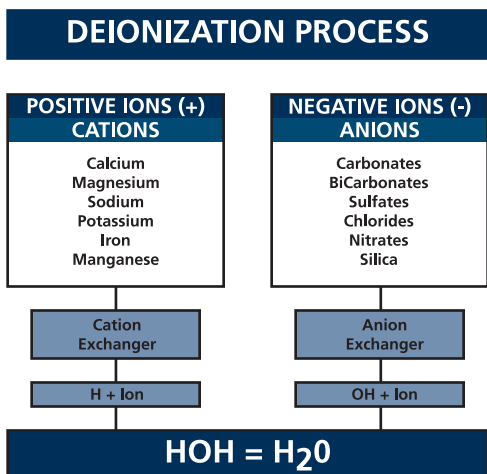 DEIONIZATION PROCESS
POSITIVE IONS (+)
CATIONS
Calcium
Magnesium
Sodium
Potassium
Iron
Manganese
Cation
Exchanger
H + Ion
NEGATIVE IONS (-)
ANIONS
Carbonates
BiCarbonates
Sulfates
Chlorides
Nitrates
Silica
Anion
Exchanger
OH + Ion
HOH = H₂0